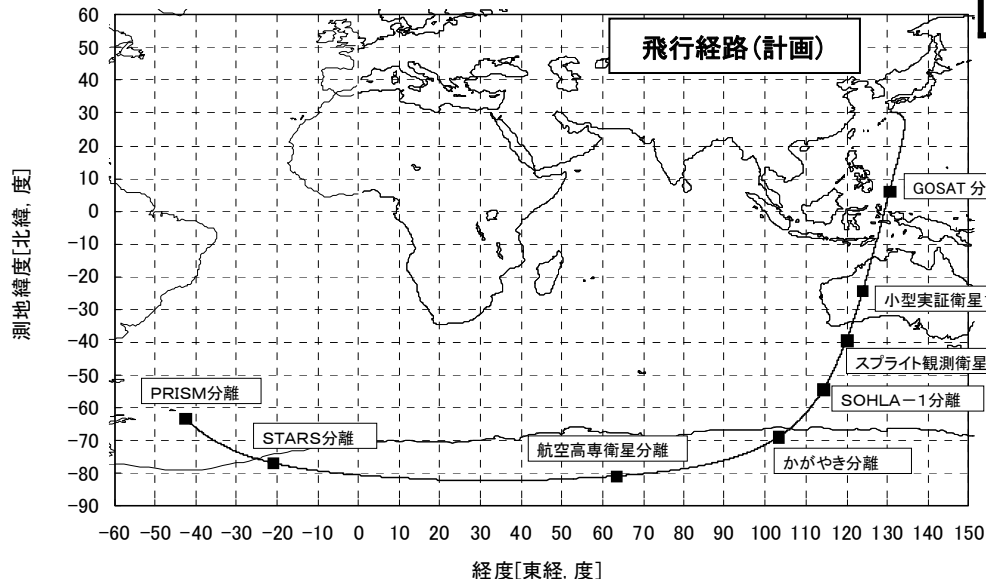 飛行経路(計画)
測地緯度[北緯, 度]
60
50
40
30
20
10
0
-10
-20
-30
-40
-50
-60
-70
-80
-90
GOSAT 分
小型実証衛星
スプライト観測衛星
SOHLA-1分離
かがやき分離
航空高専衛星分離
STARS分離
PRISM分離
-60 -50 -40 -30 -20 -10 0 10 20 30 40 50 60 70 80 90 100 110 120 130 140 150
経度[東経, 度]